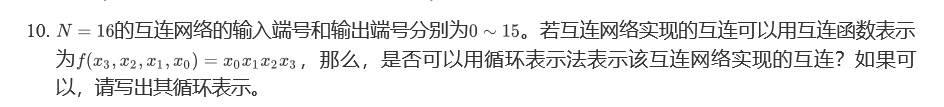 10. N = 16的互连网络的输入端号和输出端号分别为0 ~ 15。若互连网络实现的互连可以用互连函数表示
为f(x₃, x₂, x₁, x₀) = x₀x₁x₂x₃，那么，是否可以用循环表示法表示该互连网络实现的互连？如果可
以，请写出其循环表示。